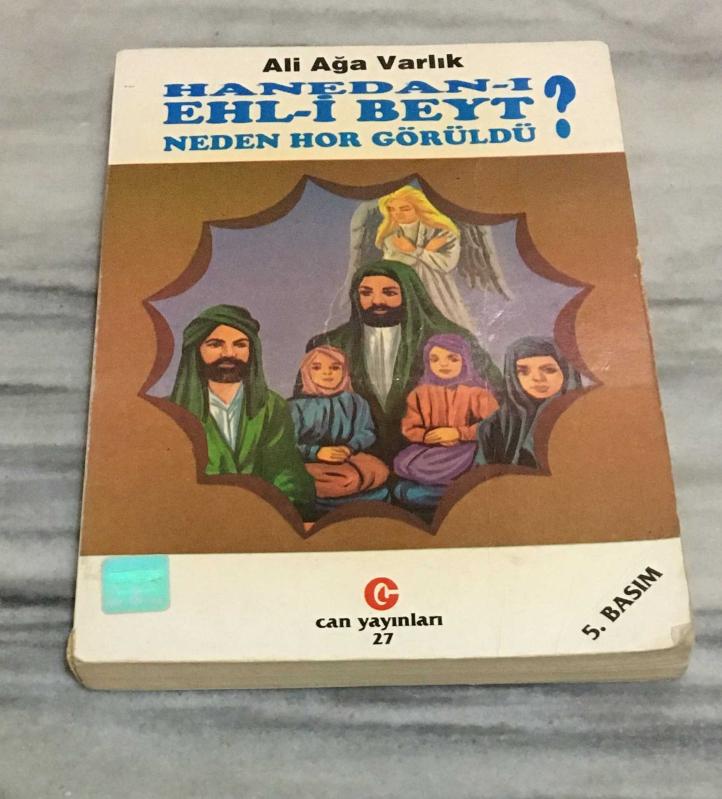 Ali Ağa Varlık
HANEDAN-I
EHL-İ BEYT ?
NEDEN HOR GÖRÜLDÜ
can yayınları
27
5. BASIM